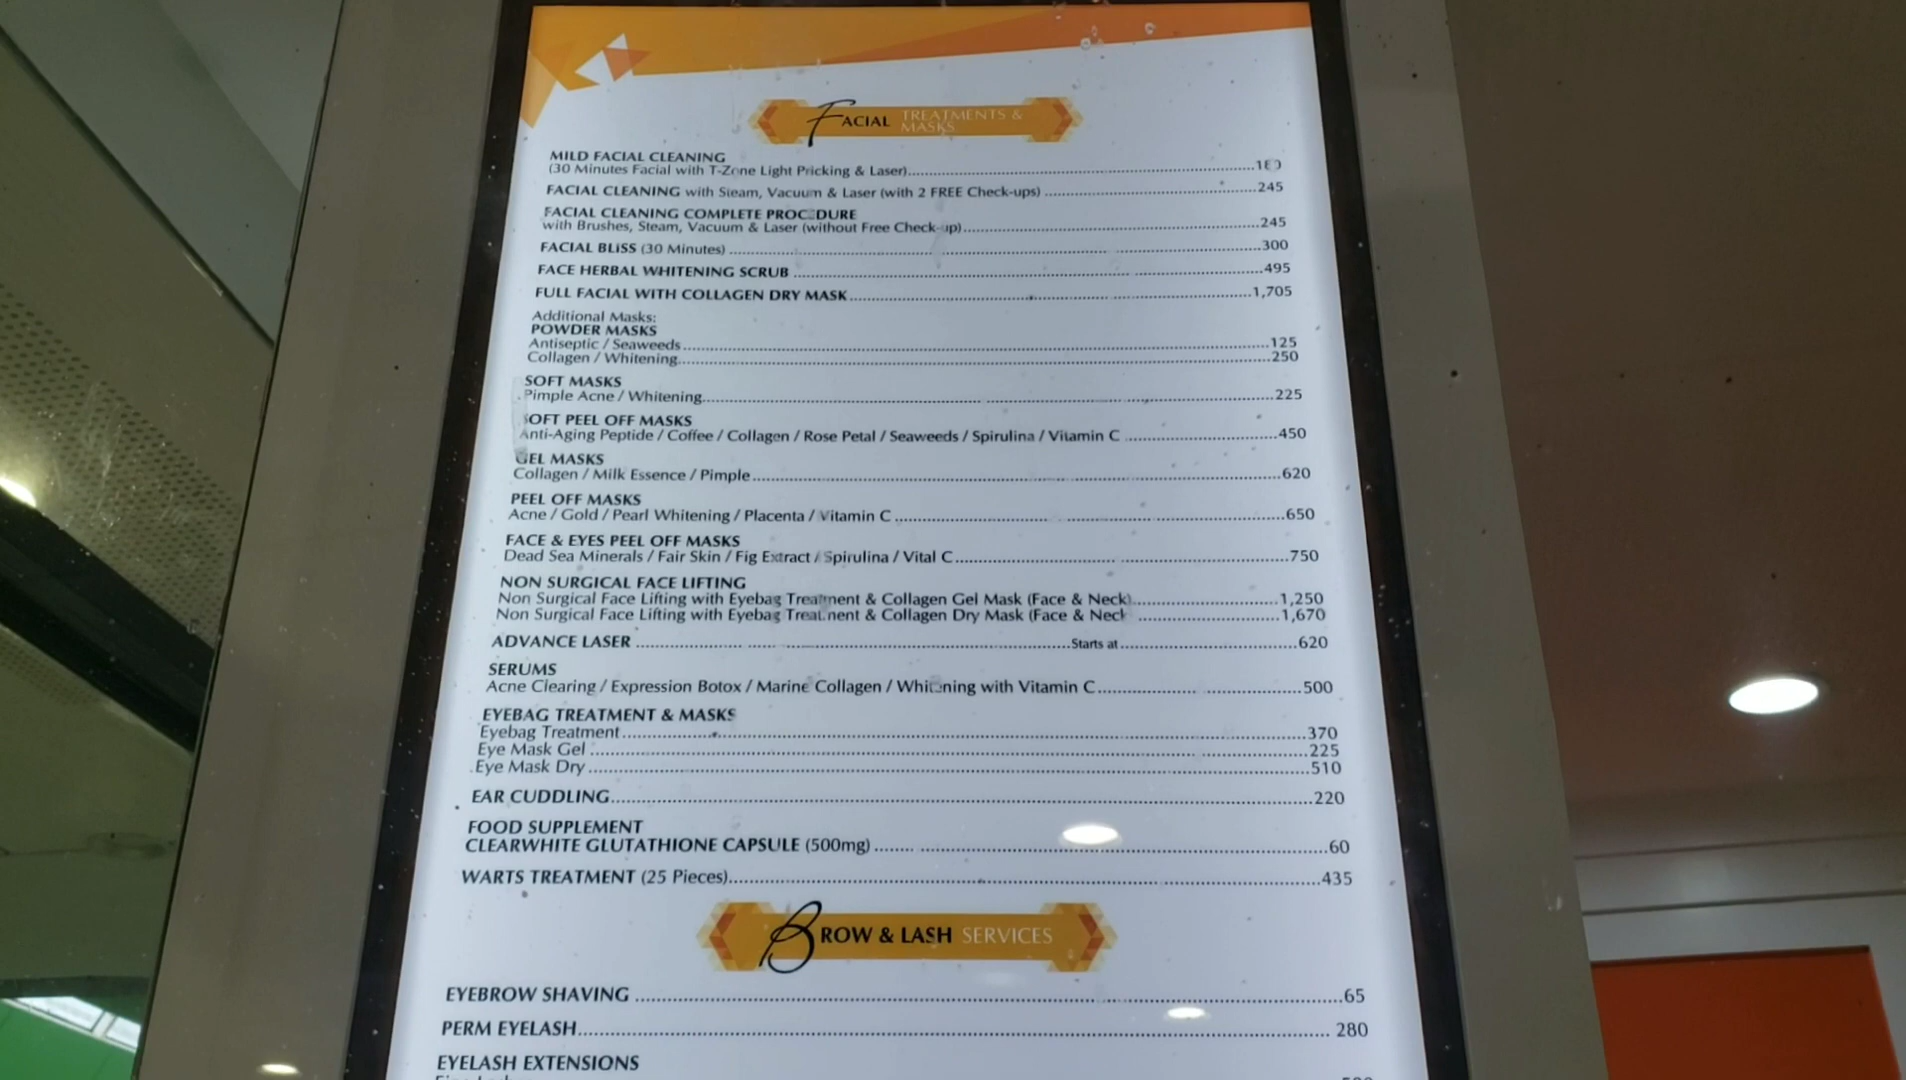 FACIAL TREATMENTS & MASKS
MILD FACIAL CLEANING
(30 Minutes Facial with T-Zone Light Pricking & Laser)
FACIAL CLEANING with Steam, Vacuum & Laser (with 2 FREE Check-ups) 245
FACIAL CLEANING COMPLETE PROCEDURE
with Brushes, Steam, Vacuum & Laser (without Free Check-up) 245
FACIAL BLISS (30 Minutes) 300
FACE HERBAL WHITENING SCRUB 495
FULL FACIAL WITH COLLAGEN DRY MASK 1,705
Additional Masks:
POWDER MASKS
Antiseptic / Seaweeds 125
Collagen / Whitening 250
SOFT MASKS
Pimple Acne / Whitening 225
SOFT PEEL OFF MASKS
Anti-Aging Peptide / Coffee / Collagen / Rose Petal / Seaweeds / Spirulina / Vitamin C 450
GEL MASKS
Collagen / Milk Essence / Pimple 620
PEEL OFF MASKS
Acne / Gold / Pearl Whitening / Placenta / Vitamin C 650
FACE & EYES PEEL OFF MASKS
Dead Sea Minerals / Fair Skin / Fig Extract / Spirulina / Vital C 750
NON SURGICAL FACE LIFTING
Non Surgical Face Lifting with Eyebag Treatment & Collagen Gel Mask (Face & Neck) 1,250
Non Surgical Face Lifting with Eyebag Treatment & Collagen Dry Mask (Face & Neck 1,670
ADVANCE LASER Starts at 620
SERUMS
Acne Clearing / Expression Botox / Marine Collagen / Whitening with Vitamin C 500
EYEBAG TREATMENT & MASKS
Eyebag Treatment 370
Eye Mask Gel 225
Eye Mask Dry 510
EAR CUDDLING 220
FOOD SUPPLEMENT
CLEARWHITE GLUTATHIONE CAPSULE (500mg) 60
WARTS TREATMENT (25 Pieces) 435
BROW & LASH SERVICES
EYEBROW SHAVING 65
PERM EYELASH 280
EYELASH EXTENSIONS